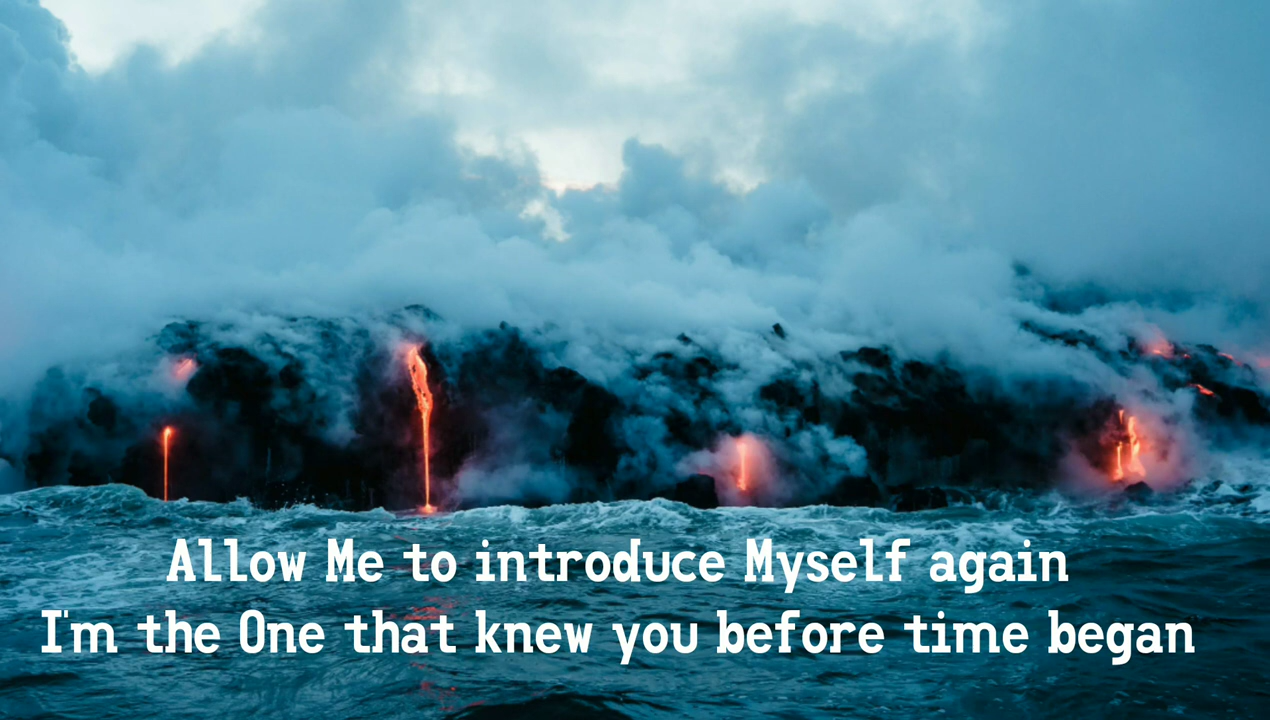 Allow Me to introduce Myself again
I'm the One that knew you before time began